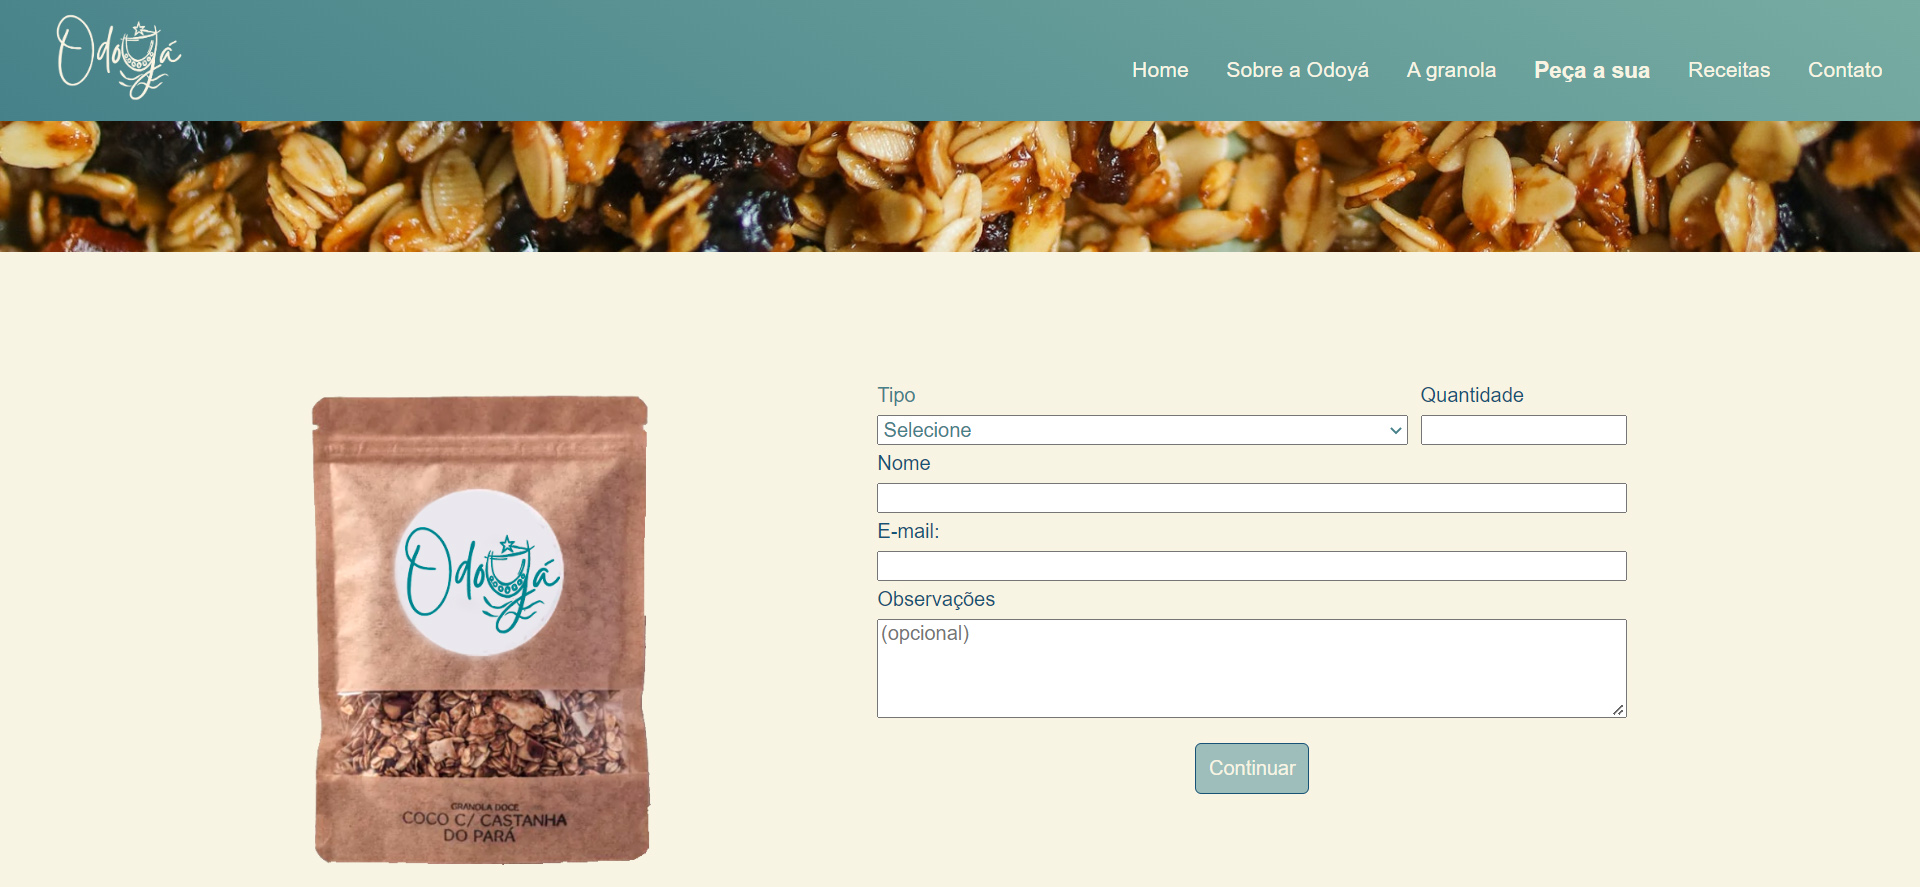 Odoyá
Home Sobre a Odoyá A granola Peça a sua Receitas Contato
Tipo Quantidade
Selecione
Nome
E-mail:
Observações
(opcional)
Continuar
Odoyá
GRANOLA DOCE
COCO C/ CASTANHA
DO PARÁ